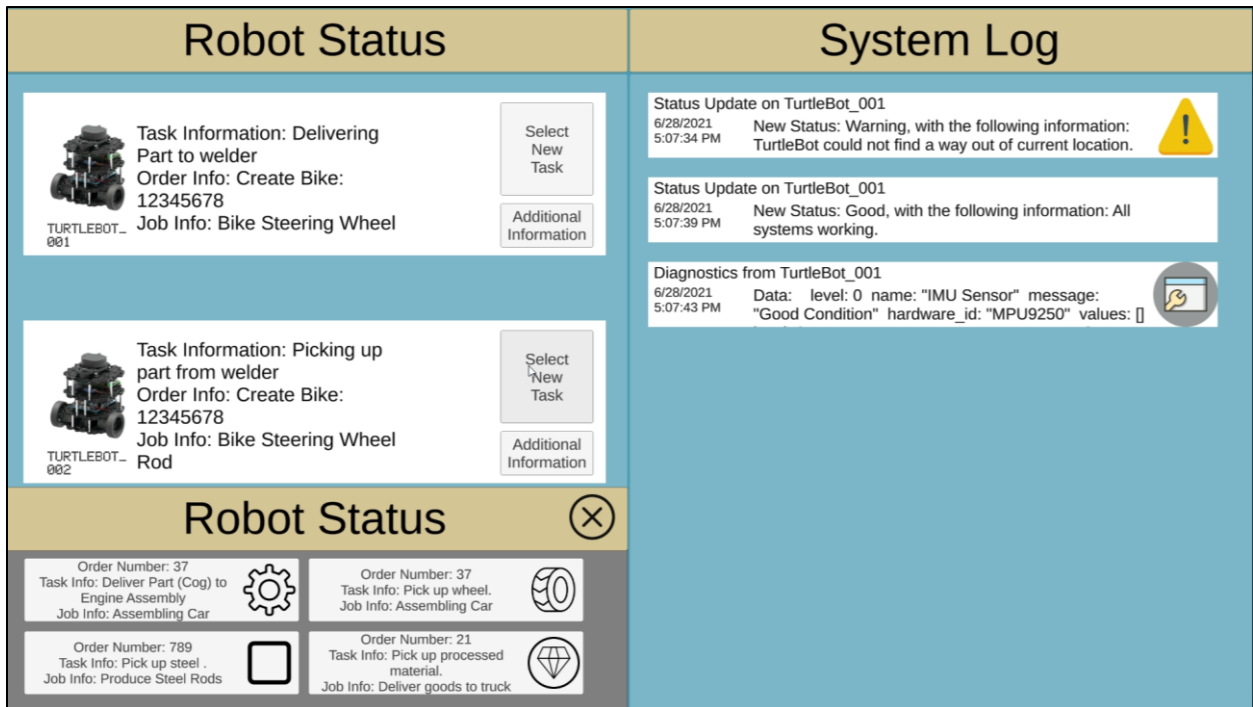 Robot Status
Task Information: Delivering
Part to welder
Order Info: Create Bike:
12345678
Job Info: Bike Steering Wheel
TURTLEBOT_
001
Select
New
Task
Additional
Information
Task Information: Picking up
part from welder
Order Info: Create Bike:
12345678
Job Info: Bike Steering Wheel
Rod
TURTLEBOT_
002
Select
New
Task
Additional
Information
Robot Status
Order Number: 37
Task Info: Deliver Part (Cog) to
Engine Assembly
Job Info: Assembling Car
Order Number: 37
Task Info: Pick up wheel.
Job Info: Assembling Car
Order Number: 789
Task Info: Pick up steel .
Job Info: Produce Steel Rods
Order Number: 21
Task Info: Pick up processed
material.
Job Info: Deliver goods to truck
System Log
Status Update on TurtleBot_001
6/28/2021
5:07:34 PM
New Status: Warning, with the following information:
TurtleBot could not find a way out of current location.
Status Update on TurtleBot_001
6/28/2021
5:07:39 PM
New Status: Good, with the following information: All
systems working.
Diagnostics from TurtleBot_001
6/28/2021
5:07:43 PM
Data: level: 0 name: "IMU Sensor" message:
"Good Condition" hardware_id: "MPU9250" values: []